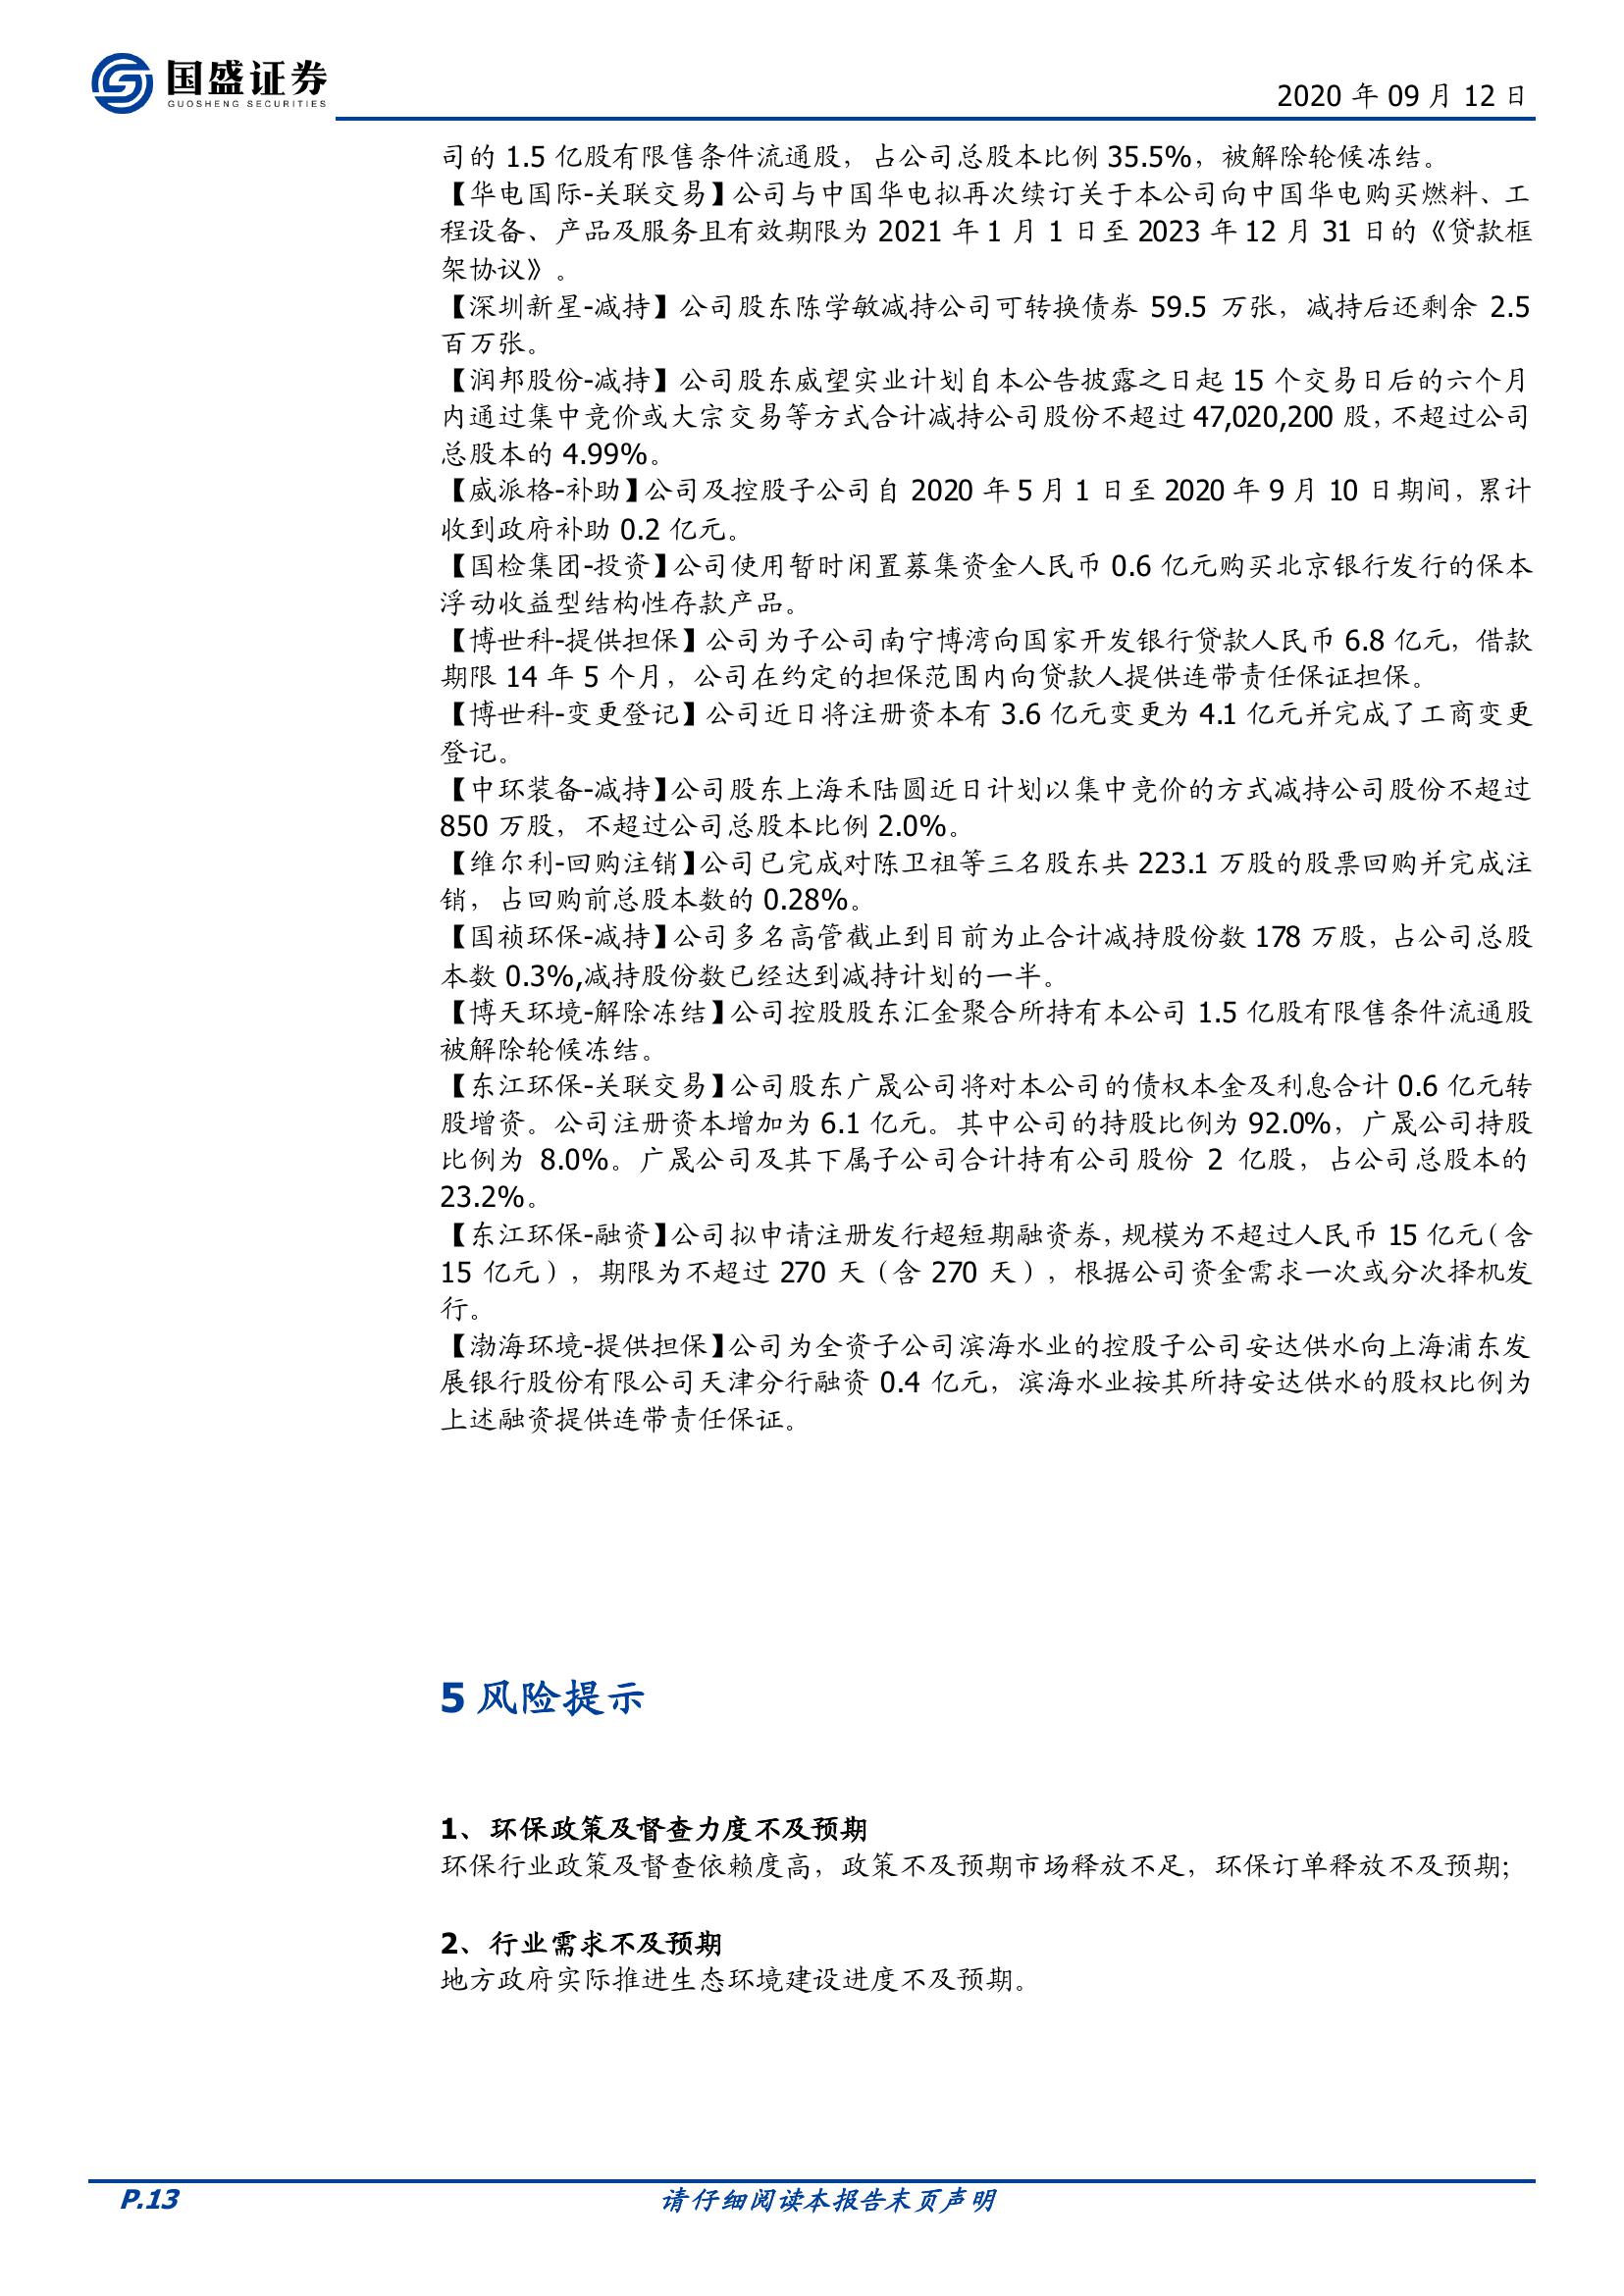 国盛证券
GUOSHENG SECURITIES
2020 年 09 月 12 日
司的 1.5 亿股有限售条件流通股，占公司总股本比例 35.5%，被解除轮候冻结。
【华电国际-关联交易】公司与中国华电拟再次续订关于本公司向中国华电购买燃料、工
程设备、产品及服务且有效期限为 2021 年 1 月 1 日至 2023 年 12 月 31 日的《贷款框
架协议》。
【深圳新星-减持】公司股东陈学敏减持公司可转换债券 59.5 万张，减持后还剩余 2.5
百万张。
【润邦股份-减持】公司股东威望实业计划自本公告披露之日起 15 个交易日后的六个月
内通过集中竞价或大宗交易等方式合计减持公司股份不超过 47,020,200 股，不超过公司
总股本的 4.99%。
【威派格-补助】公司及控股子公司自 2020 年 5 月 1 日至 2020 年 9 月 10 日期间，累计
收到政府补助 0.2 亿元。
【国检集团-投资】公司使用暂时闲置募集资金人民币 0.6 亿元购买北京银行发行的保本
浮动收益型结构性存款产品。
【博世科-提供担保】公司为子公司南宁博湾向国家开发银行贷款人民币 6.8 亿元，借款
期限 14 年 5 个月，公司在约定的担保范围内向贷款人提供连带责任保证担保。
【博世科-变更登记】公司近日将注册资本有 3.6 亿元变更为 4.1 亿元并完成了工商变更
登记。
【中环装备-减持】公司股东上海禾陆圆近日计划以集中竞价的方式减持公司股份不超过
850 万股，不超过公司总股本比例 2.0%。
【维尔利-回购注销】公司已完成对陈卫祖等三名股东共 223.1 万股的股票回购并完成注
销，占回购前总股本数的 0.28%。
【国祯环保-减持】公司多名高管截止到目前为止合计减持股份数 178 万股，占公司总股
本数 0.3%,减持股份数已经达到减持计划的一半。
【博天环境-解除冻结】公司控股股东汇金聚合所持有本公司 1.5 亿股有限售条件流通股
被解除轮候冻结。
【东江环保-关联交易】公司股东广晟公司将对本公司的债权本金及利息合计 0.6 亿元转
股增资。公司注册资本增加为 6.1 亿元。其中公司的持股比例为 92.0%，广晟公司持股
比例为 8.0%。广晟公司及其下属子公司合计持有公司股份 2 亿股，占公司总股本的
23.2%。
【东江环保-融资】公司拟申请注册发行超短期融资券，规模为不超过人民币 15 亿元（含
15 亿元），期限为不超过 270 天（含 270 天），根据公司资金需求一次或分次择机发
行。
【渤海环境-提供担保】公司为全资子公司滨海水业的控股子公司安达供水向上海浦东发
展银行股份有限公司天津分行融资 0.4 亿元，滨海水业按其所持安达供水的股权比例为
上述融资提供连带责任保证。
5 风险提示
1、环保政策及督查力度不及预期
环保行业政策及督查依赖度高，政策不及预期市场释放不足，环保订单释放不及预期；
2、行业需求不及预期
地方政府实际推进生态环境建设进度不及预期。
P.13
请仔细阅读本报告末页声明